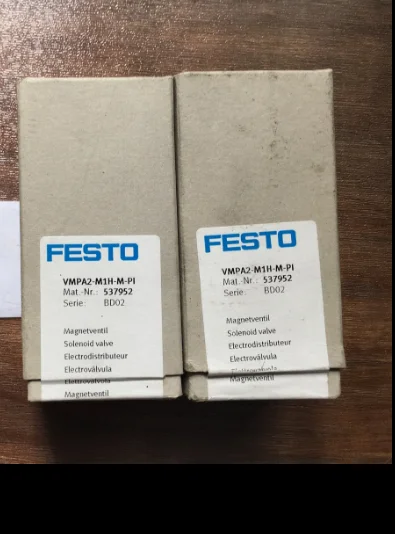 FESTO
VMPA2-M1H-M-PI
Mat.-Nr.: 537952
Serie: BD02
Magnetventil
Solenoid valve
Electrodistributeur
Electroválvula
Elettrovalvola
Magnetventil
FESTO
VMPA2-M1H-M-PI
Mat.-Nr.: 537952
Serie: BD02
Magnetventil
Solenoid valve
Electrodistributeur
Electroválvula
Magnetventil